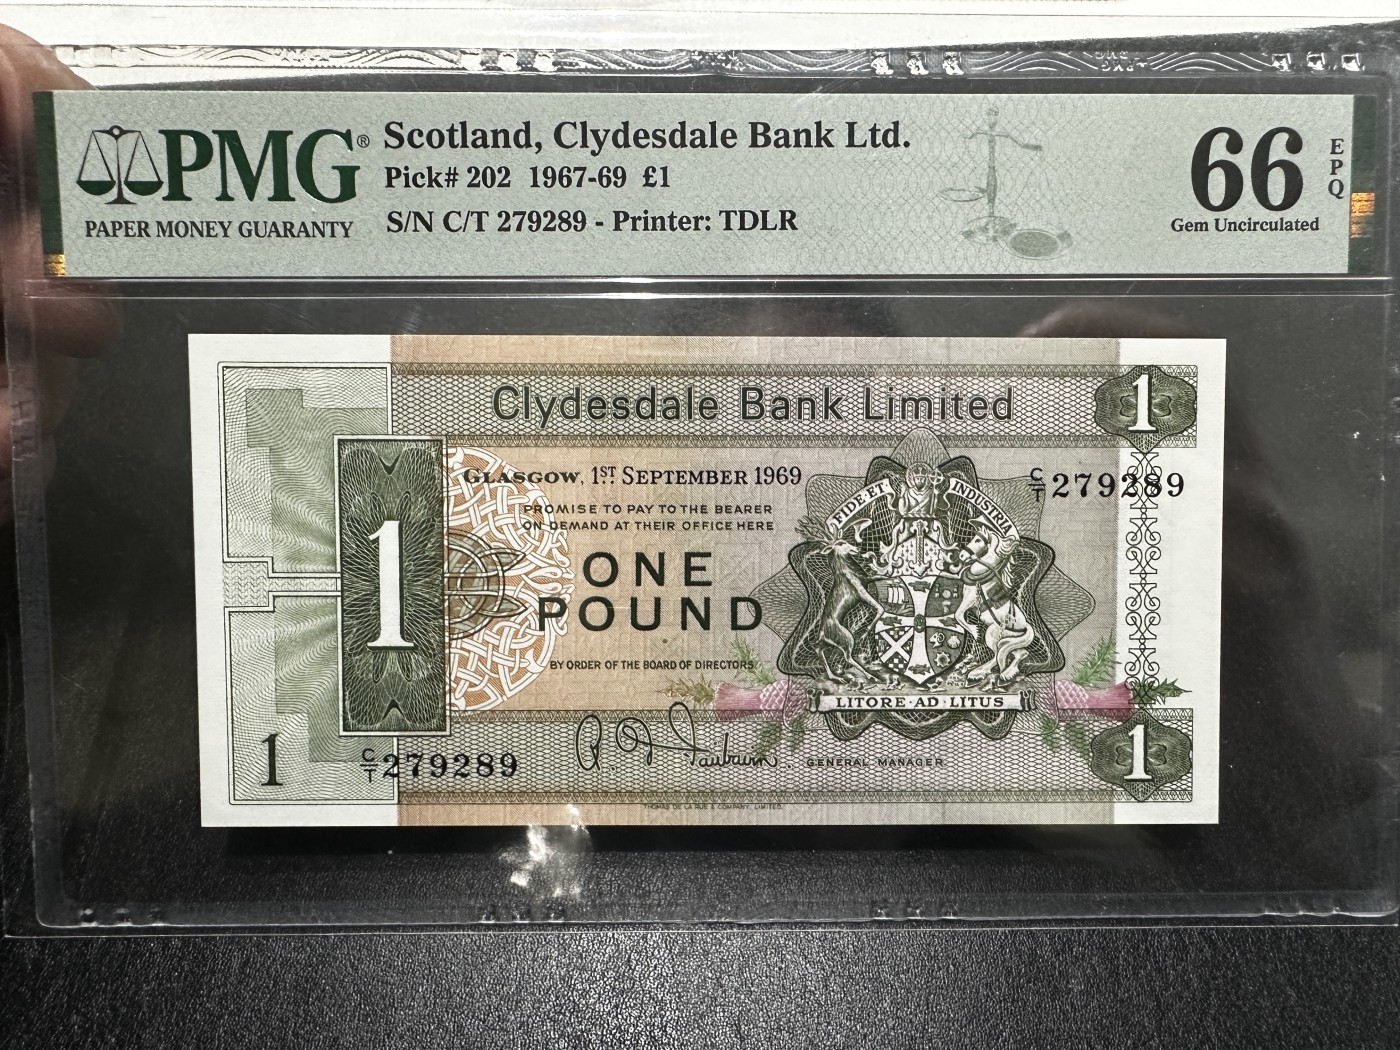 PMG®
PAPER MONEY GUARANTY
Scotland, Clydesdale Bank Ltd.
Pick# 202 1967-69 £1
S/N C/T 279289 - Printer: TDLR
66
EPQ
Gem Uncirculated
Clydesdale Bank Limited
1
GLASGOW, 1ST SEPTEMBER 1969
C/T 279289
PROMISE TO PAY TO THE BEARER
ON DEMAND AT THEIR OFFICE HERE
FIDE·ET INDUSTRIA
1
ONE
POUND
BY ORDER OF THE BOARD OF DIRECTORS
LITORE·AD·LITUS
1
C/T 279289
GENERAL MANAGER
1
THOMAS DE LA RUE & COMPANY, LIMITED.